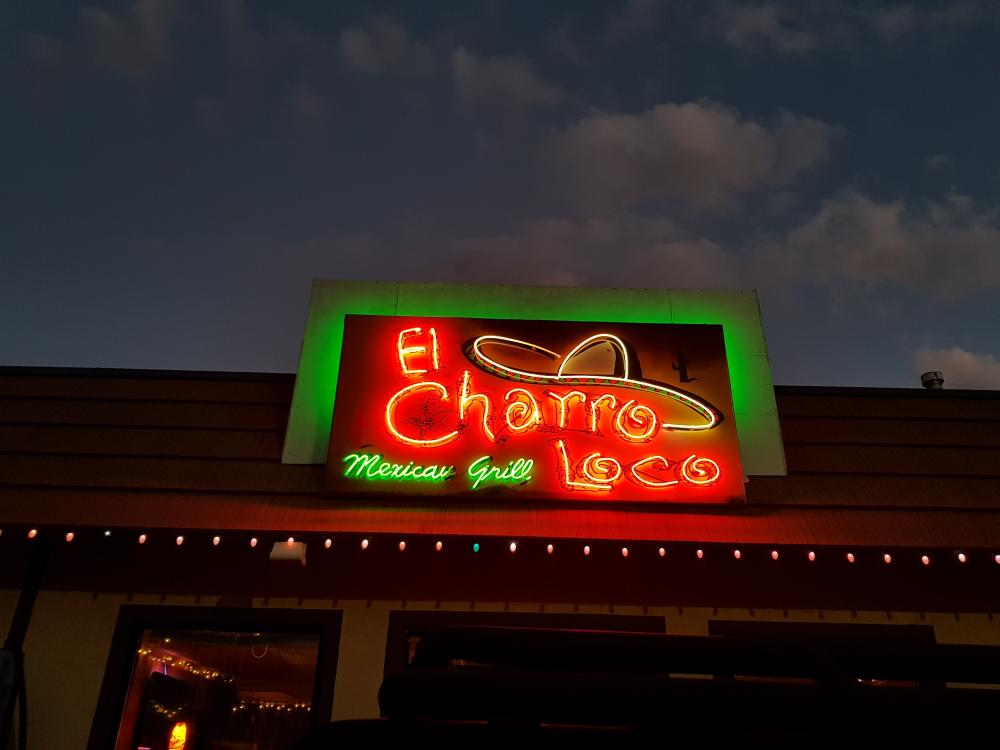 El
Charro
Loco
Mexican Grill